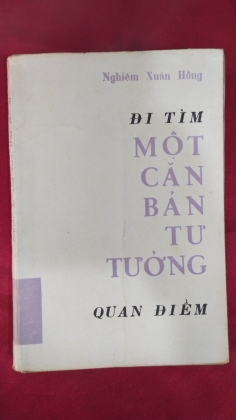 Nghiêm Xuân Hồng
ĐI TÌM
MỘT
CĂN
BẢN
TƯ
TƯỞNG
QUAN ĐIỂM